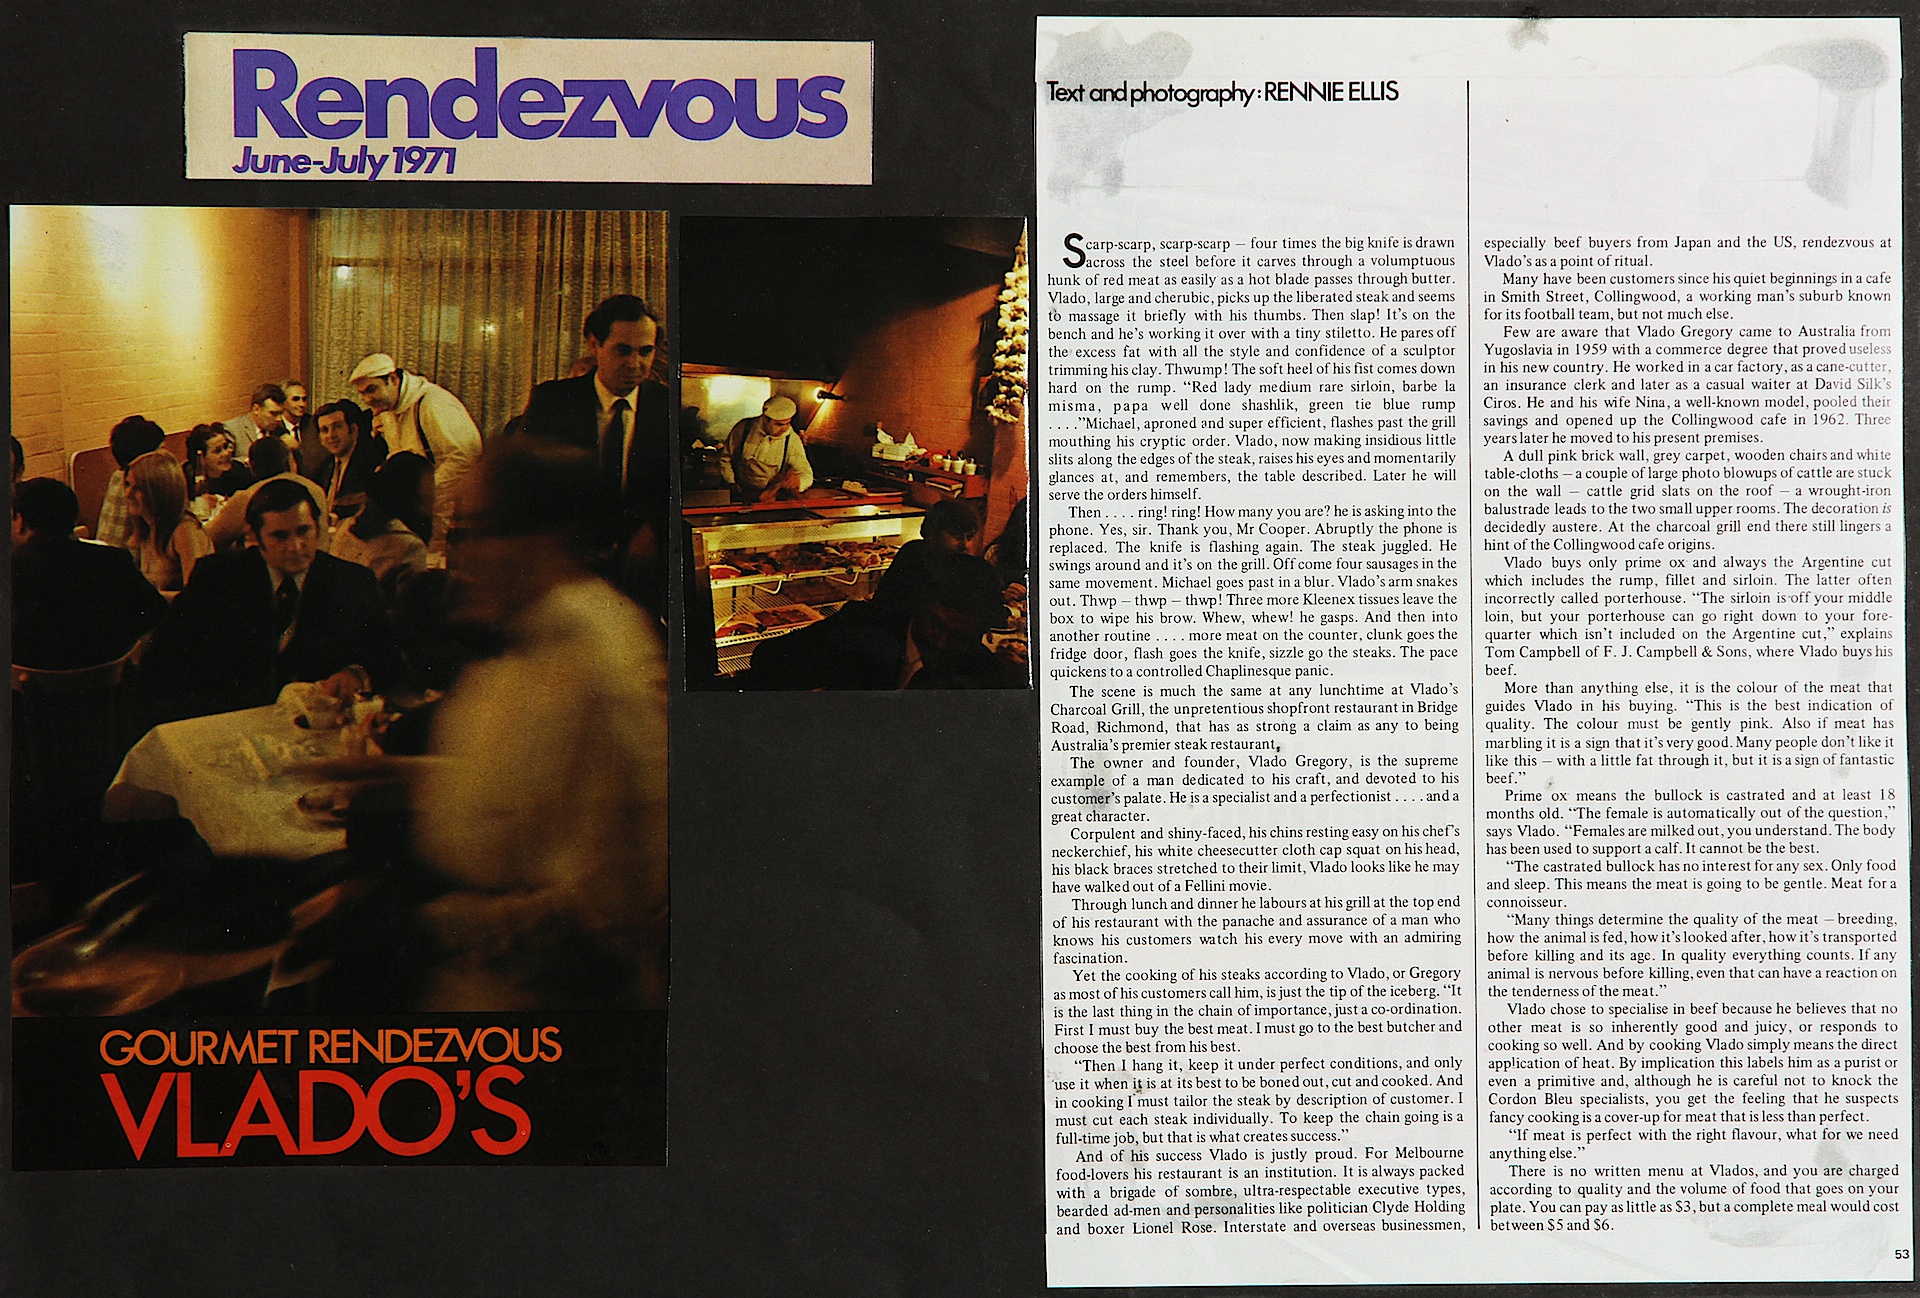 Rendezvous
June-July 1971
GOURMET RENDEZVOUS
VLADO'S
Text and photography: RENNIE ELLIS
Scarp-scarp, scarp-scarp — four times the big knife is drawn
across the steel before it carves through a volumptuous
hunk of red meat as easily as a hot blade passes through butter.
Vlado, large and cherubic, picks up the liberated steak and seems
to massage it briefly with his thumbs. Then slap! It's on the
bench and he's working it over with a tiny stiletto. He pares off
the excess fat with all the style and confidence of a sculptor
trimming his clay. Thwump! The soft heel of his fist comes down
hard on the rump. “Red lady medium rare sirloin, barbe la
misma, papa well done shashlik, green tie blue rump
. . . .”Michael, aproned and super efficient, flashes past the grill
mouthing his cryptic order. Vlado, now making insidious little
slits along the edges of the steak, raises his eyes and momentarily
glances at, and remembers, the table described. Later he will
serve the orders himself.
Then . . . . ring! ring! How many you are? he is asking into the
phone. Yes, sir. Thank you, Mr Cooper. Abruptly the phone is
replaced. The knife is flashing again. The steak juggled. He
swings around and it's on the grill. Off come four sausages in the
same movement. Michael goes past in a blur. Vlado's arm snakes
out. Thwp — thwp — thwp! Three more Kleenex tissues leave the
box to wipe his brow. Whew, whew! he gasps. And then into
another routine . . . . more meat on the counter, clunk goes the
fridge door, flash goes the knife, sizzle go the steaks. The pace
quickens to a controlled Chaplinesque panic.
The scene is much the same at any lunchtime at Vlado's
Charcoal Grill, the unpretentious shopfront restaurant in Bridge
Road, Richmond, that has as strong a claim as any to being
Australia's premier steak restaurant.
The owner and founder, Vlado Gregory, is the supreme
example of a man dedicated to his craft, and devoted to his
customer's palate. He is a specialist and a perfectionist . . . . and a
great character.
Corpulent and shiny-faced, his chins resting easy on his chef's
neckerchief, his white cheesecutter cloth cap squat on his head,
his black braces stretched to their limit, Vlado looks like he may
have walked out of a Fellini movie.
Through lunch and dinner he labours at his grill at the top end
of his restaurant with the panache and assurance of a man who
knows his customers watch his every move with an admiring
fascination.
Yet the cooking of his steaks according to Vlado, or Gregory
as most of his customers call him, is just the tip of the iceberg. “It
is the last thing in the chain of importance, just a co-ordination.
First I must buy the best meat. I must go to the best butcher and
choose the best from his best.
“Then I hang it, keep it under perfect conditions, and only
use it when it is at its best to be boned out, cut and cooked. And
in cooking I must tailor the steak by description of customer. I
must cut each steak individually. To keep the chain going is a
full-time job, but that is what creates success.”
And of his success Vlado is justly proud. For Melbourne
food-lovers his restaurant is an institution. It is always packed
with a brigade of sombre, ultra-respectable executive types,
bearded ad-men and personalities like politician Clyde Holding
and boxer Lionel Rose. Interstate and overseas businessmen,
especially beef buyers from Japan and the US, rendezvous at
Vlado's as a point of ritual.
Many have been customers since his quiet beginnings in a cafe
in Smith Street, Collingwood, a working man's suburb known
for its football team, but not much else.
Few are aware that Vlado Gregory came to Australia from
Yugoslavia in 1959 with a commerce degree that proved useless
in his new country. He worked in a car factory, as a cane-cutter,
an insurance clerk and later as a casual waiter at David Silk's
Ciros. He and his wife Nina, a well-known model, pooled their
savings and opened up the Collingwood cafe in 1962. Three
years later he moved to his present premises.
A dull pink brick wall, grey carpet, wooden chairs and white
table-cloths — a couple of large photo blowups of cattle are stuck
on the wall — cattle grid slats on the roof — a wrought-iron
balustrade leads to the two small upper rooms. The decoration is
decidedly austere. At the charcoal grill end there still lingers a
hint of the Collingwood cafe origins.
Vlado buys only prime ox and always the Argentine cut
which includes the rump, fillet and sirloin. The latter often
incorrectly called porterhouse. “The sirloin is off your middle
loin, but your porterhouse can go right down to your fore-
quarter which isn't included on the Argentine cut,” explains
Tom Campbell of F. J. Campbell & Sons, where Vlado buys his
beef.
More than anything else, it is the colour of the meat that
guides Vlado in his buying. “This is the best indication of
quality. The colour must be gently pink. Also if meat has
marbling it is a sign that it's very good. Many people don't like it
like this — with a little fat through it, but it is a sign of fantastic
beef.”
Prime ox means the bullock is castrated and at least 18
months old. “The female is automatically out of the question,”
says Vlado. “Females are milked out, you understand. The body
has been used to support a calf. It cannot be the best.
“The castrated bullock has no interest for any sex. Only food
and sleep. This means the meat is going to be gentle. Meat for a
connoisseur.
“Many things determine the quality of the meat — breeding,
how the animal is fed, how it's looked after, how it's transported
before killing and its age. In quality everything counts. If any
animal is nervous before killing, even that can have a reaction on
the tenderness of the meat.”
Vlado chose to specialise in beef because he believes that no
other meat is so inherently good and juicy, or responds to
cooking so well. And by cooking Vlado simply means the direct
application of heat. By implication this labels him as a purist or
even a primitive and, although he is careful not to knock the
Cordon Bleu specialists, you get the feeling that he suspects
fancy cooking is a cover-up for meat that is less than perfect.
“If meat is perfect with the right flavour, what for we need
anything else.”
There is no written menu at Vlados, and you are charged
according to quality and the volume of food that goes on your
plate. You can pay as little as $3, but a complete meal would cost
between $5 and $6.
53